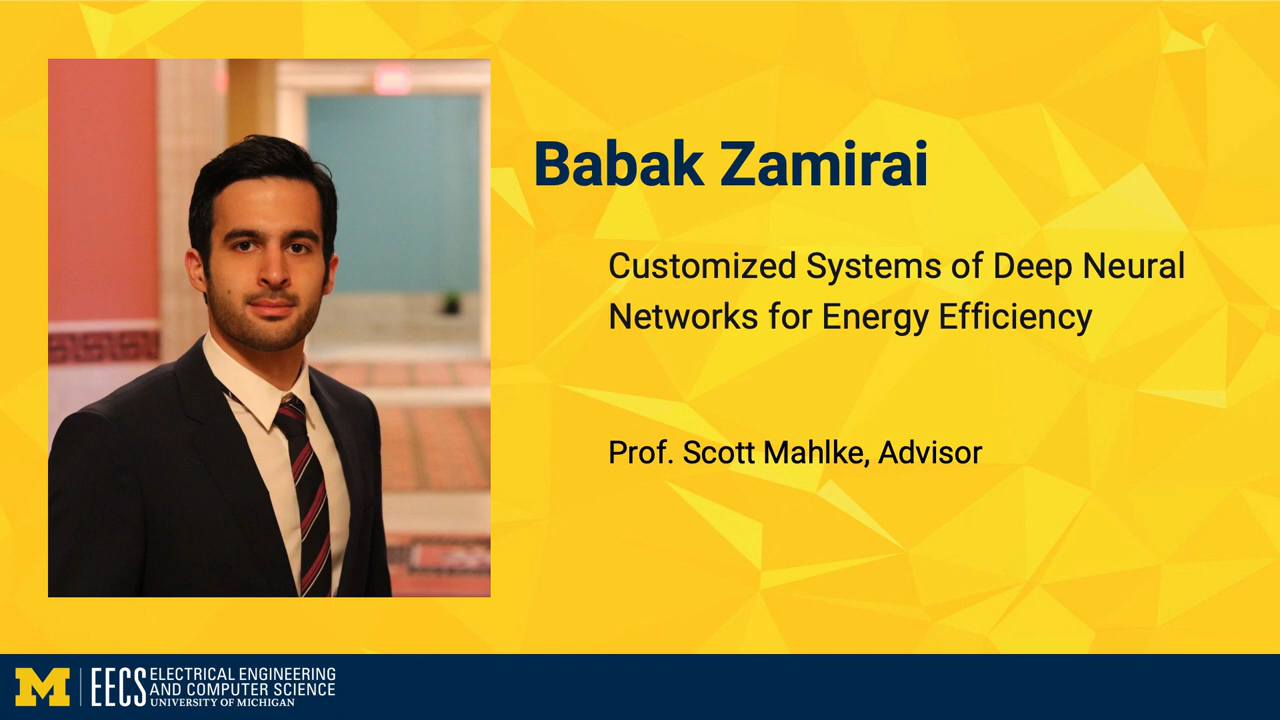 Babak Zamirai
Customized Systems of Deep Neural
Networks for Energy Efficiency
Prof. Scott Mahlke, Advisor
M
EECS
ELECTRICAL ENGINEERING
AND COMPUTER SCIENCE
UNIVERSITY OF MICHIGAN